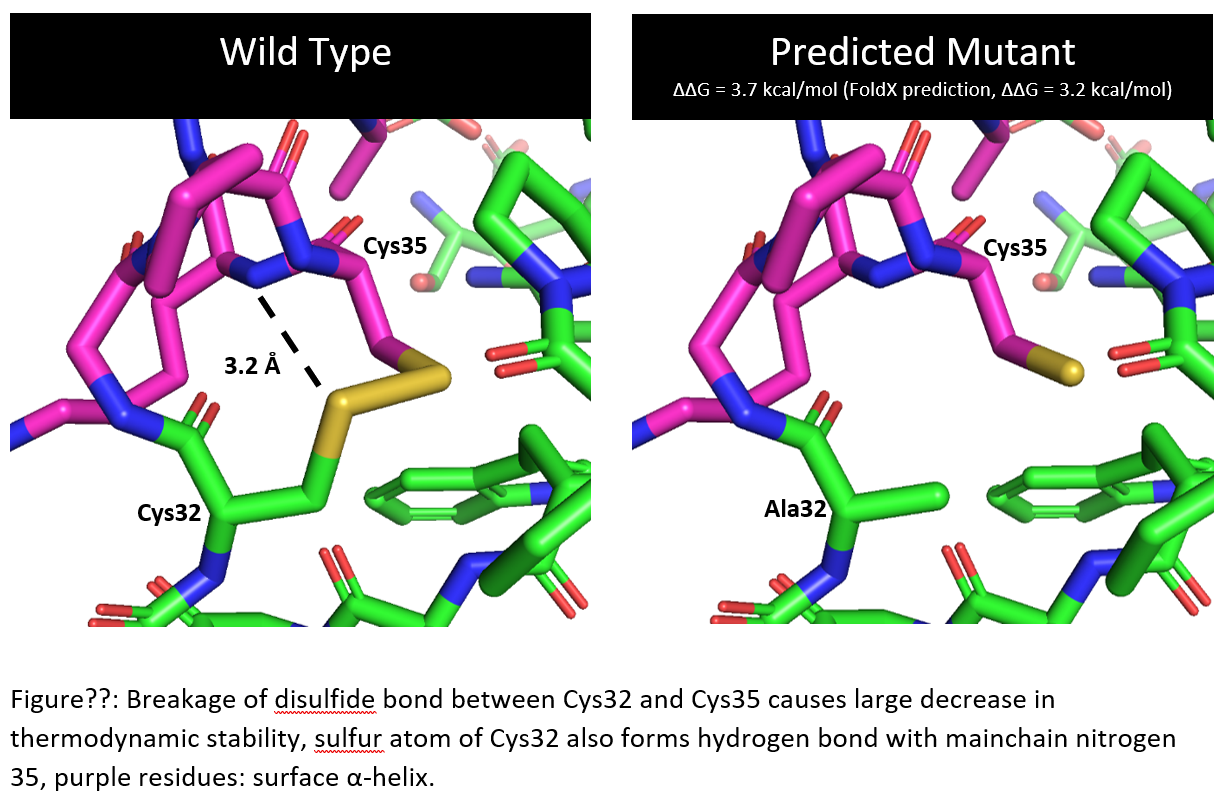 Wild Type
Predicted Mutant
ΔΔG = 3.7 kcal/mol (FoldX prediction, ΔΔG = 3.2 kcal/mol)
Cys35
3.2 Å
Cys32
Cys35
Ala32
Figure??: Breakage of disulfide bond between Cys32 and Cys35 causes large decrease in
thermodynamic stability, sulfur atom of Cys32 also forms hydrogen bond with mainchain nitrogen
35, purple residues: surface α-helix.